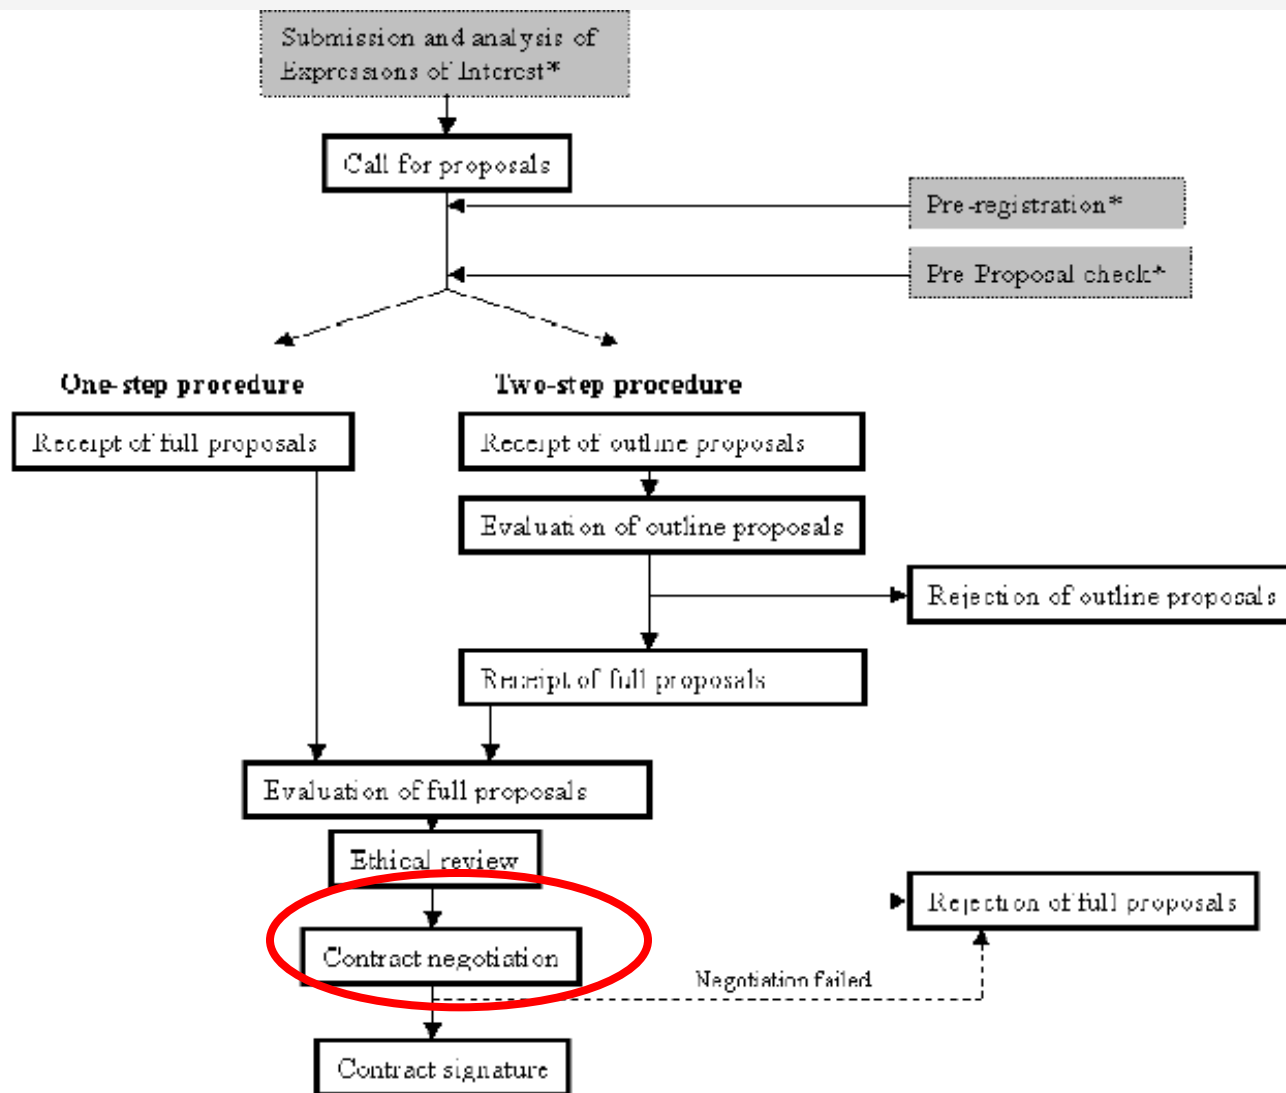 Submission and analysis of
Expressions of Interest*
Call for proposals
Pre-registration*
Pre Proposal check*
One-step procedure
Two-step procedure
Receipt of full proposals
Receipt of outline proposals
Evaluation of outline proposals
Rejection of outline proposals
Receipt of full proposals
Evaluation of full proposals
Ethical review
Rejection of full proposals
Contract negotiation
Negotiation failed
Contract signature